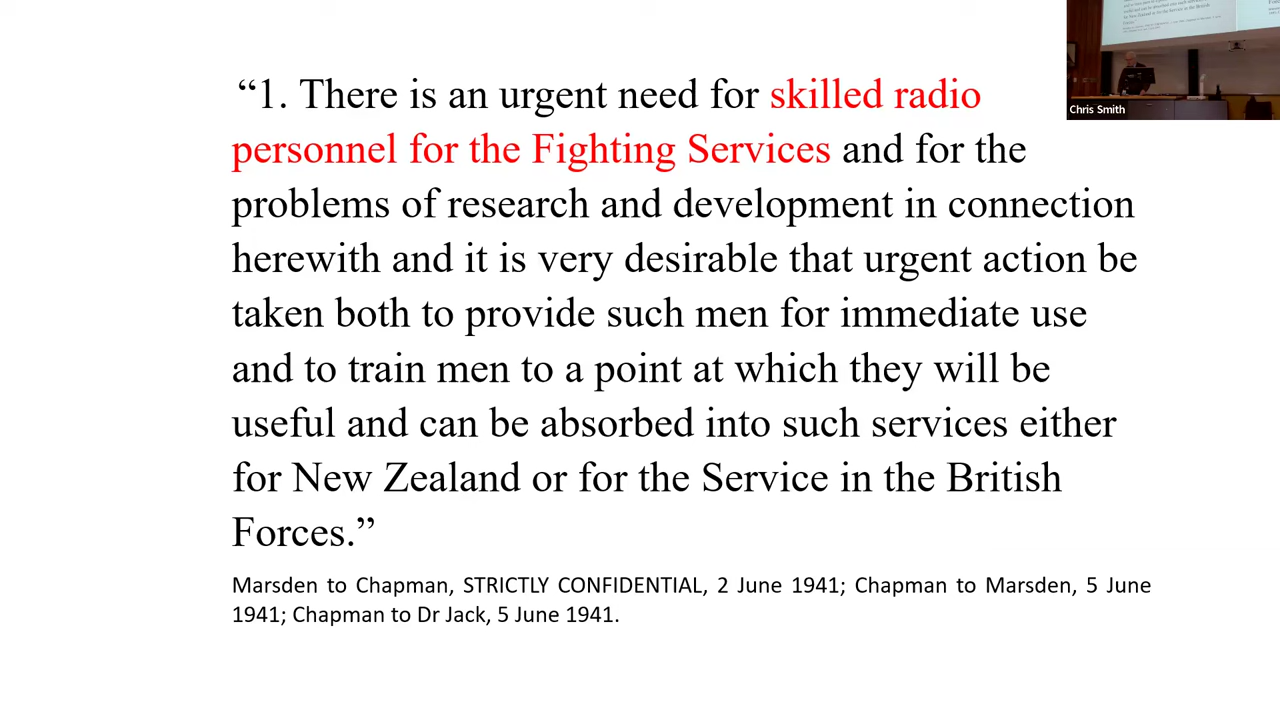 “1. There is an urgent need for skilled radio
personnel for the Fighting Services and for the
problems of research and development in connection
herewith and it is very desirable that urgent action be
taken both to provide such men for immediate use
and to train men to a point at which they will be
useful and can be absorbed into such services either
for New Zealand or for the Service in the British
Forces.”
Marsden to Chapman, STRICTLY CONFIDENTIAL, 2 June 1941; Chapman to Marsden, 5 June
1941; Chapman to Dr Jack, 5 June 1941.
Chris Smith